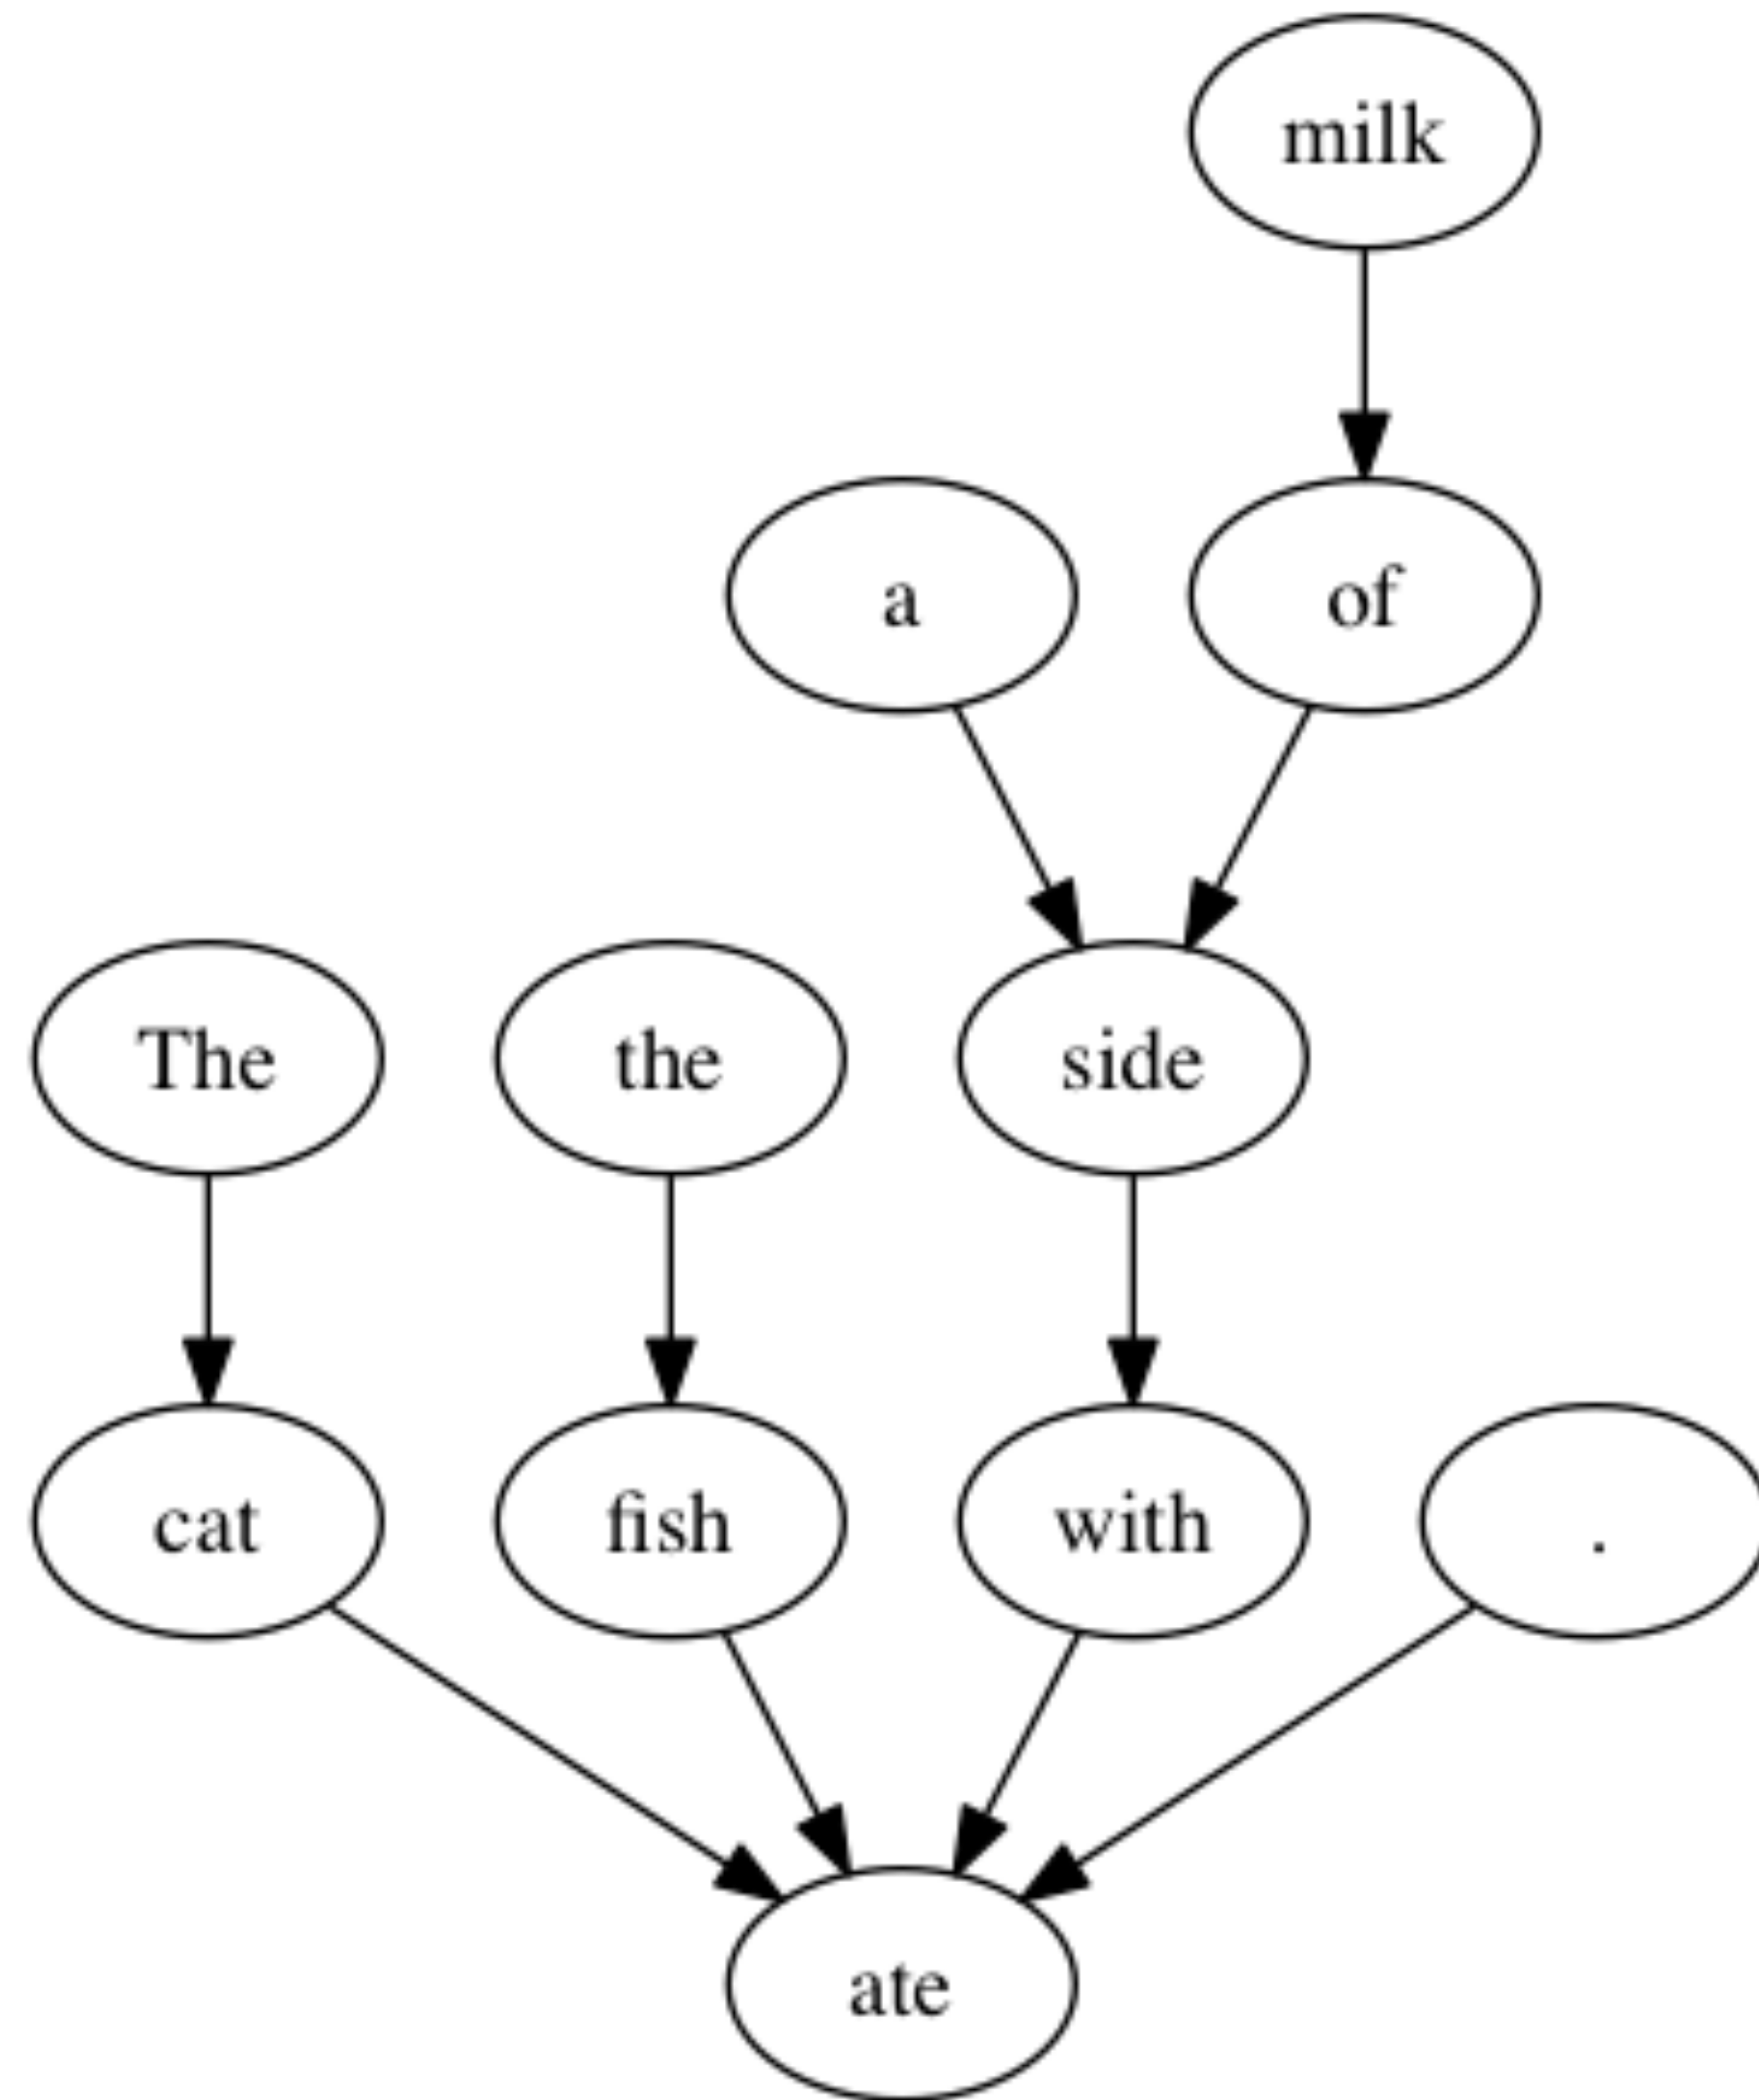 milk
a of
The the side
cat fish with .
ate